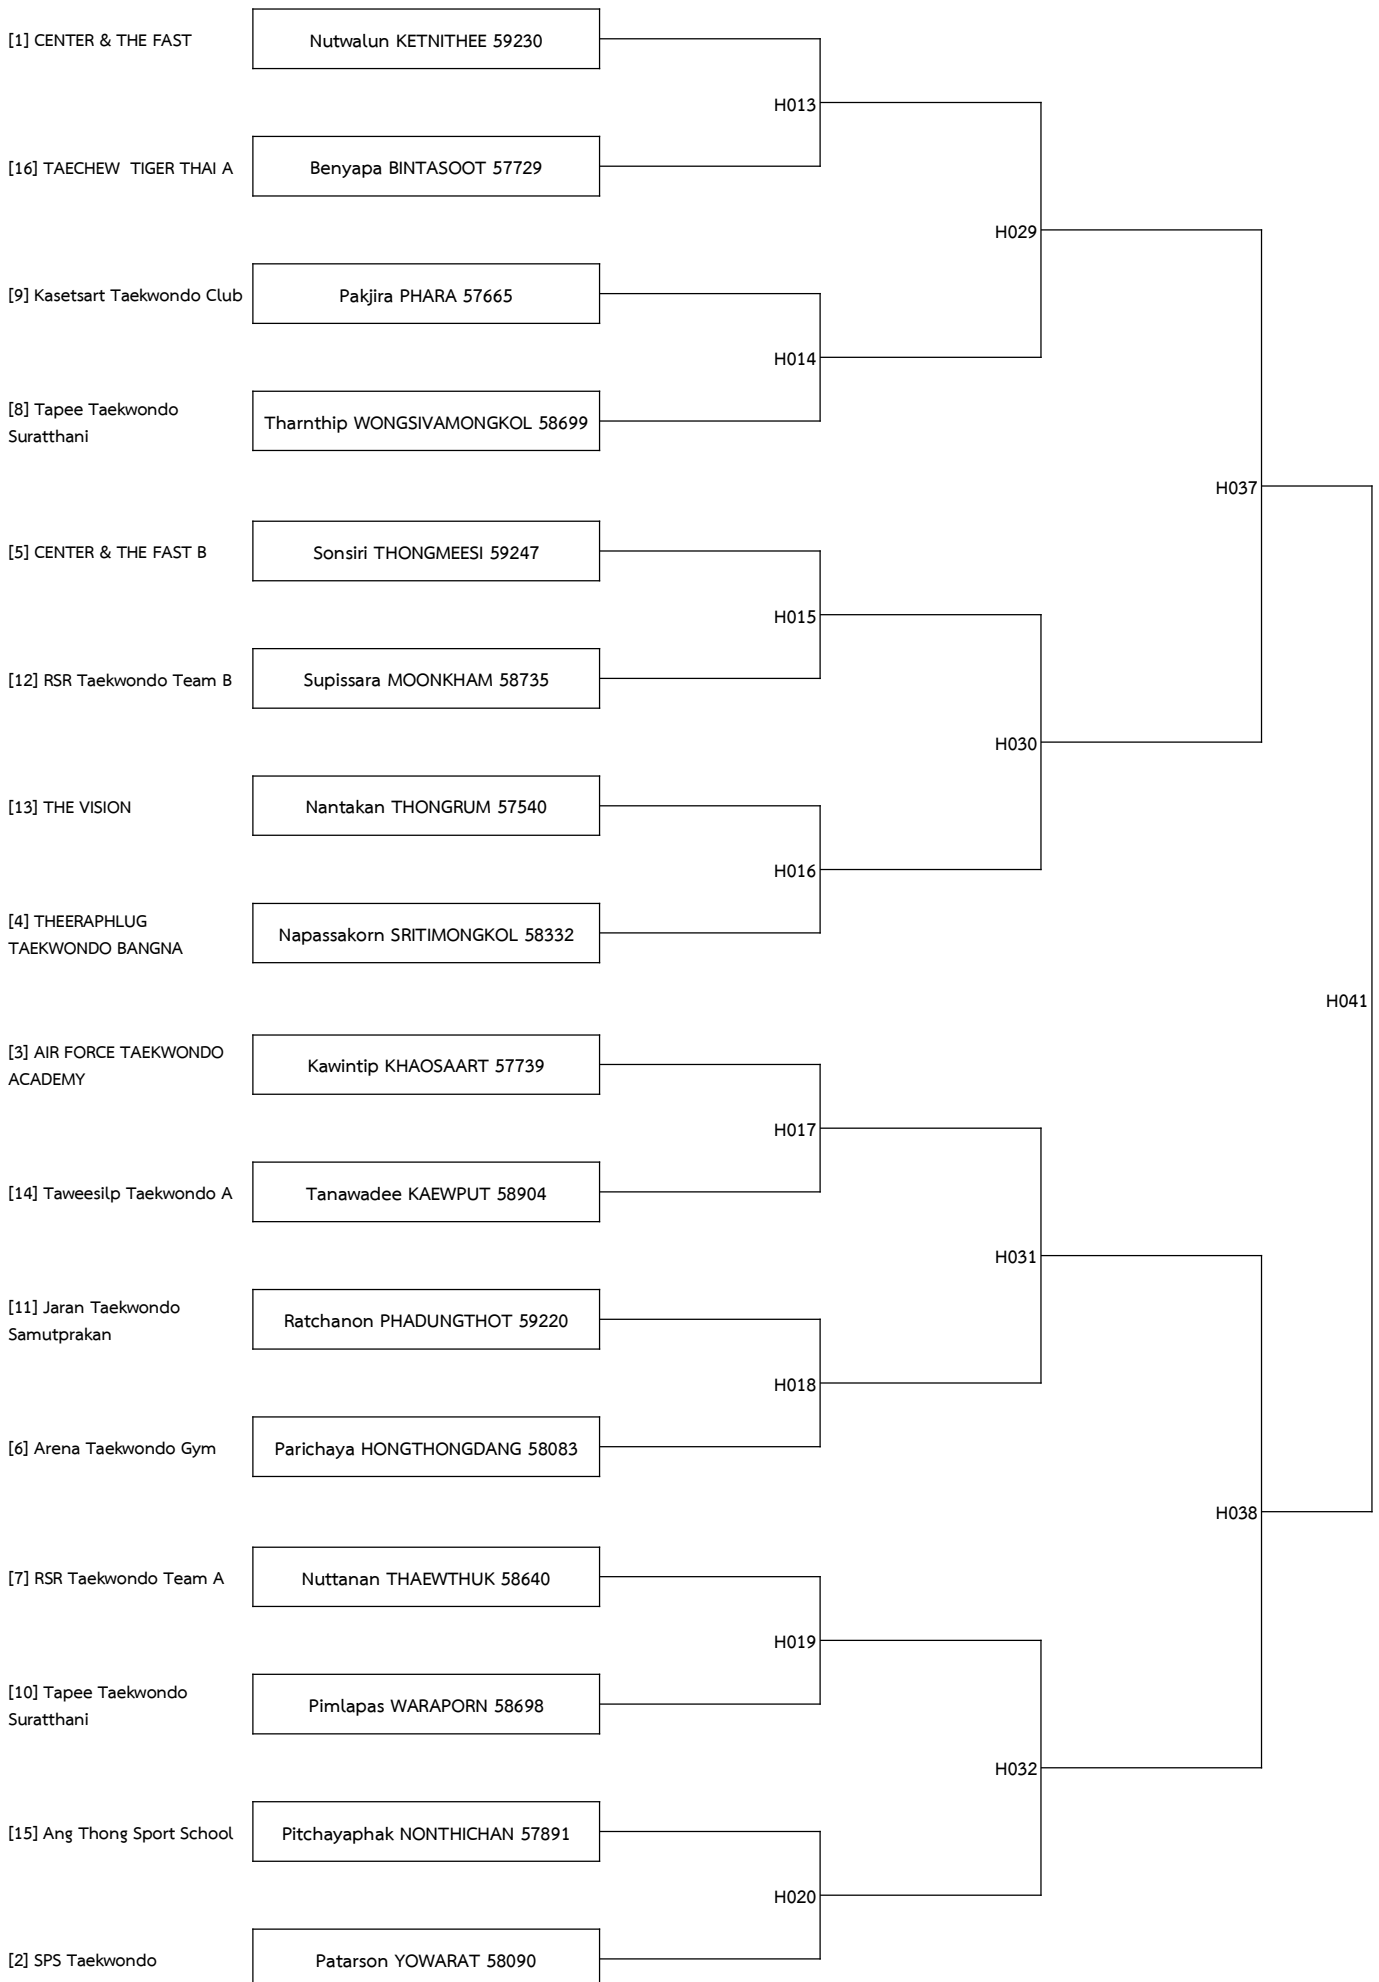 [1] CENTER & THE FAST
Nutwalun KETNITHEE 59230
H013
[16] TAECHEW  TIGER THAI A
Benyapa BINTASOOT 57729
H029
[9] Kasetsart Taekwondo Club
Pakjira PHARA 57665
H014
[8] Tapee Taekwondo
Suratthani
Tharnthip WONGSIVAMONGKOL 58699
H037
[5] CENTER & THE FAST B
Sonsiri THONGMEESI 59247
H015
[12] RSR Taekwondo Team B
Supissara MOONKHAM 58735
H030
[13] THE VISION
Nantakan THONGRUM 57540
H016
[4] THEERAPHLUG
TAEKWONDO BANGNA
Napassakorn SRITIMONGKOL 58332
H041
[3] AIR FORCE TAEKWONDO
ACADEMY
Kawintip KHAOSAART 57739
H017
[14] Taweesilp Taekwondo A
Tanawadee KAEWPUT 58904
H031
[11] Jaran Taekwondo
Samutprakan
Ratchanon PHADUNGTHOT 59220
H018
[6] Arena Taekwondo Gym
Parichaya HONGTHONGDANG 58083
H038
[7] RSR Taekwondo Team A
Nuttanan THAEWTHUK 58640
H019
[10] Tapee Taekwondo
Suratthani
Pimlapas WARAPORN 58698
H032
[15] Ang Thong Sport School
Pitchayaphak NONTHICHAN 57891
H020
[2] SPS Taekwondo
Patarson YOWARAT 58090